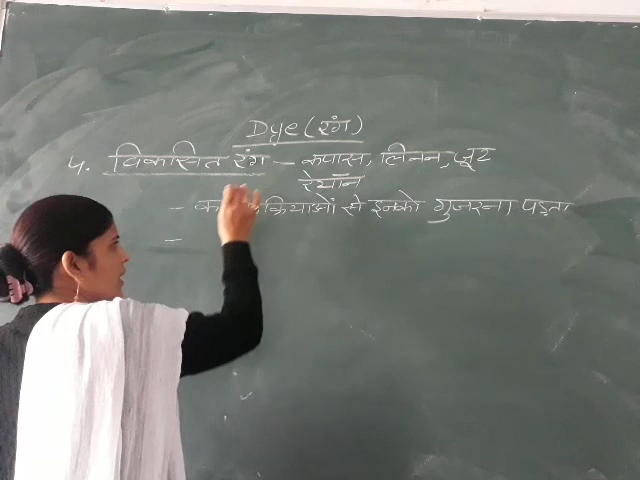 Dye (रंग)
4. विकसित रंग - कपास, लिनन, जूट
रेयॉन
- क्रियाओं से इनको गुजरना पड़ता
-